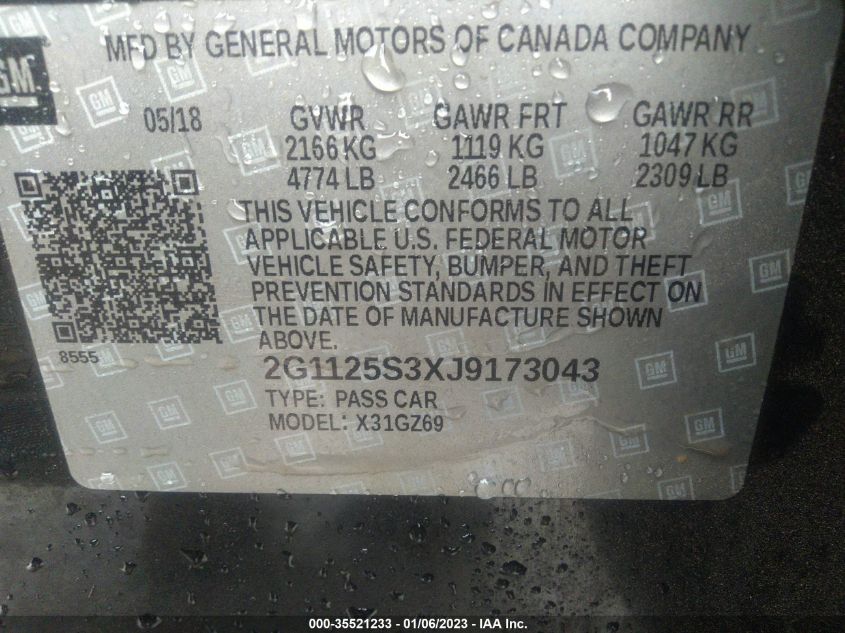 MFD BY GENERAL MOTORS OF CANADA COMPANY
GM
05/18 GVWR GAWR FRT GAWR RR
2166 KG 1119 KG 1047 KG
4774 LB 2466 LB 2309 LB
THIS VEHICLE CONFORMS TO ALL
APPLICABLE U.S. FEDERAL MOTOR
VEHICLE SAFETY, BUMPER, AND THEFT
PREVENTION STANDARDS IN EFFECT ON
THE DATE OF MANUFACTURE SHOWN
ABOVE.
8555
2G1125S3XJ9173043
TYPE: PASS CAR
MODEL: X31GZ69
000-35521233 - 01/06/2023 - IAA Inc.